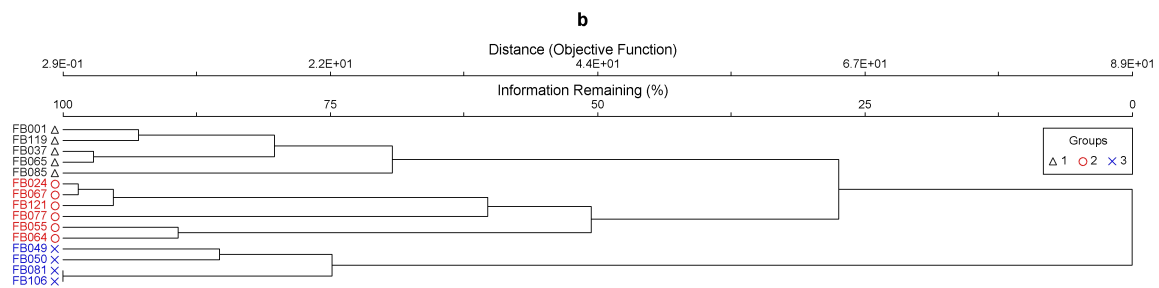 b
Distance (Objective Function)
2.9E-01 2.2E+01 4.4E+01 6.7E+01 8.9E+01
Information Remaining (%)
100 75 50 25 0
FB001
FB119
FB037
FB065
FB085
FB024
FB067
FB121
FB077
FB055
FB064
FB049
FB050
FB081
FB106
Groups
1 2 3